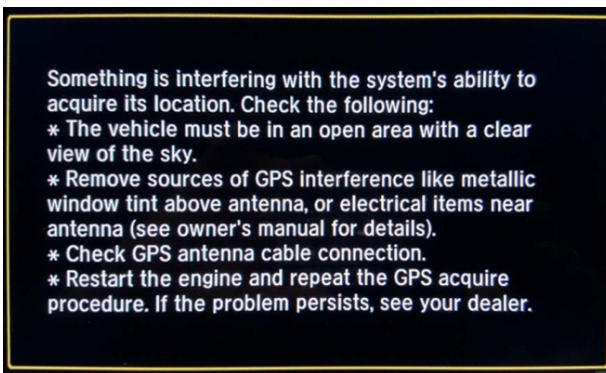 Something is interfering with the system's ability to
acquire its location. Check the following:
* The vehicle must be in an open area with a clear
view of the sky.
* Remove sources of GPS interference like metallic
window tint above antenna, or electrical items near
antenna (see owner's manual for details).
* Check GPS antenna cable connection.
* Restart the engine and repeat the GPS acquire
procedure. If the problem persists, see your dealer.